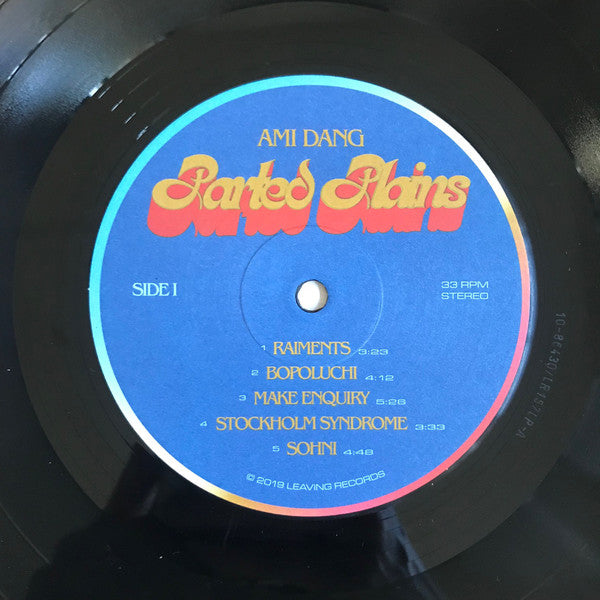 AMI DANG
Parted Plains
SIDE I
33 RPM
STEREO
1 RAIMENTS 3:23
2 BOPOLUCHI 4:12
3 MAKE ENQUIRY 5:26
4 STOCKHOLM SYNDROME 3:33
5 SOHNI 4:48
© 2019 LEAVING RECORDS